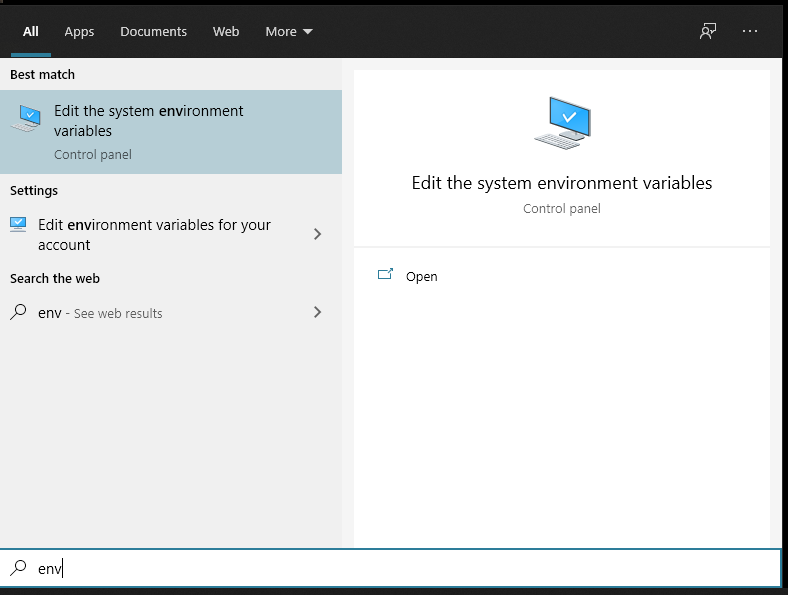 All Apps Documents Web More ...
Best match
Edit the system environment
variables
Control panel
Settings
Edit environment variables for your
account
Search the web
env - See web results
Edit the system environment variables
Control panel
Open
env